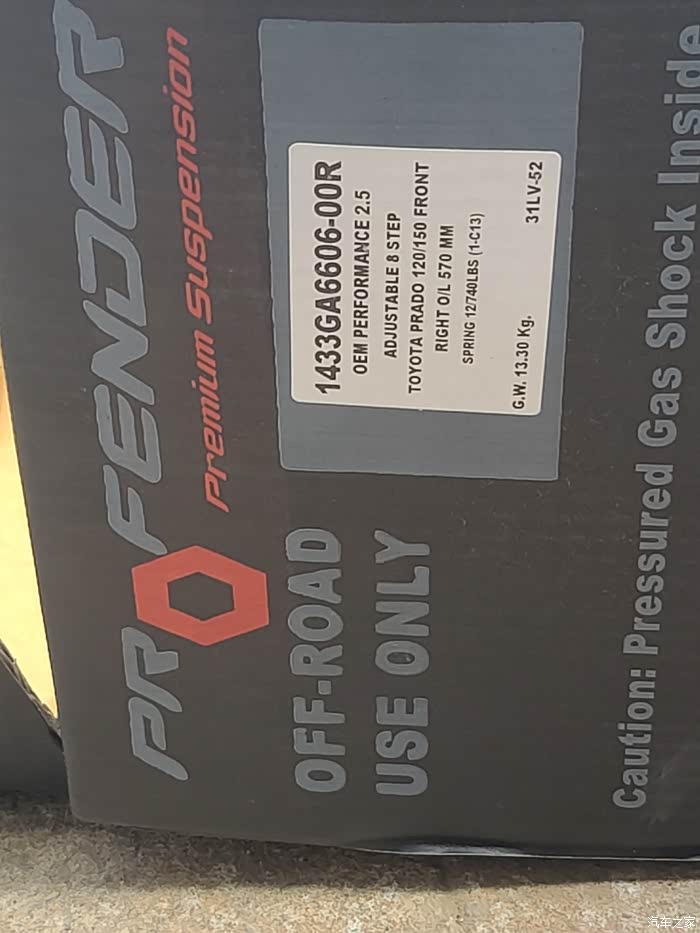 PROFENDER
Premium Suspension
1433GA6606-00R
OEM PERFORMANCE 2.5
ADJUSTABLE 8 STEP
TOYOTA PRADO 120/150 FRONT
RIGHT O/L 570 MM
SPRING 12/740LBS (1-C13)
G.W. 13.30 Kg.
31LV-52
OFF-ROAD
USE ONLY
Caution: Pressured Gas Shock Inside
汽车之家